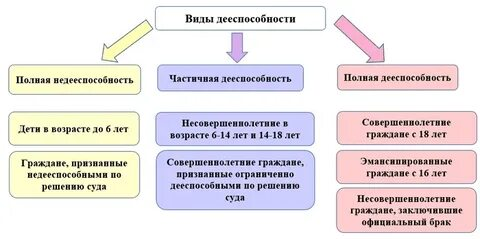 Виды дееспособности
Полная недееспособность
Частичная дееспособность
Полная дееспособность
Дети в возрасте до 6 лет
Граждане, признанные
недееспособными по
решению суда
Несовершеннолетние в
возрасте 6-14 лет и 14-18 лет
Совершеннолетние граждане,
признанные ограниченно
дееспособными по решению
суда
Совершеннолетние
граждане с 18 лет
Эмансипированные
граждане с 16 лет
Несовершеннолетние
граждане, заключившие
официальный брак